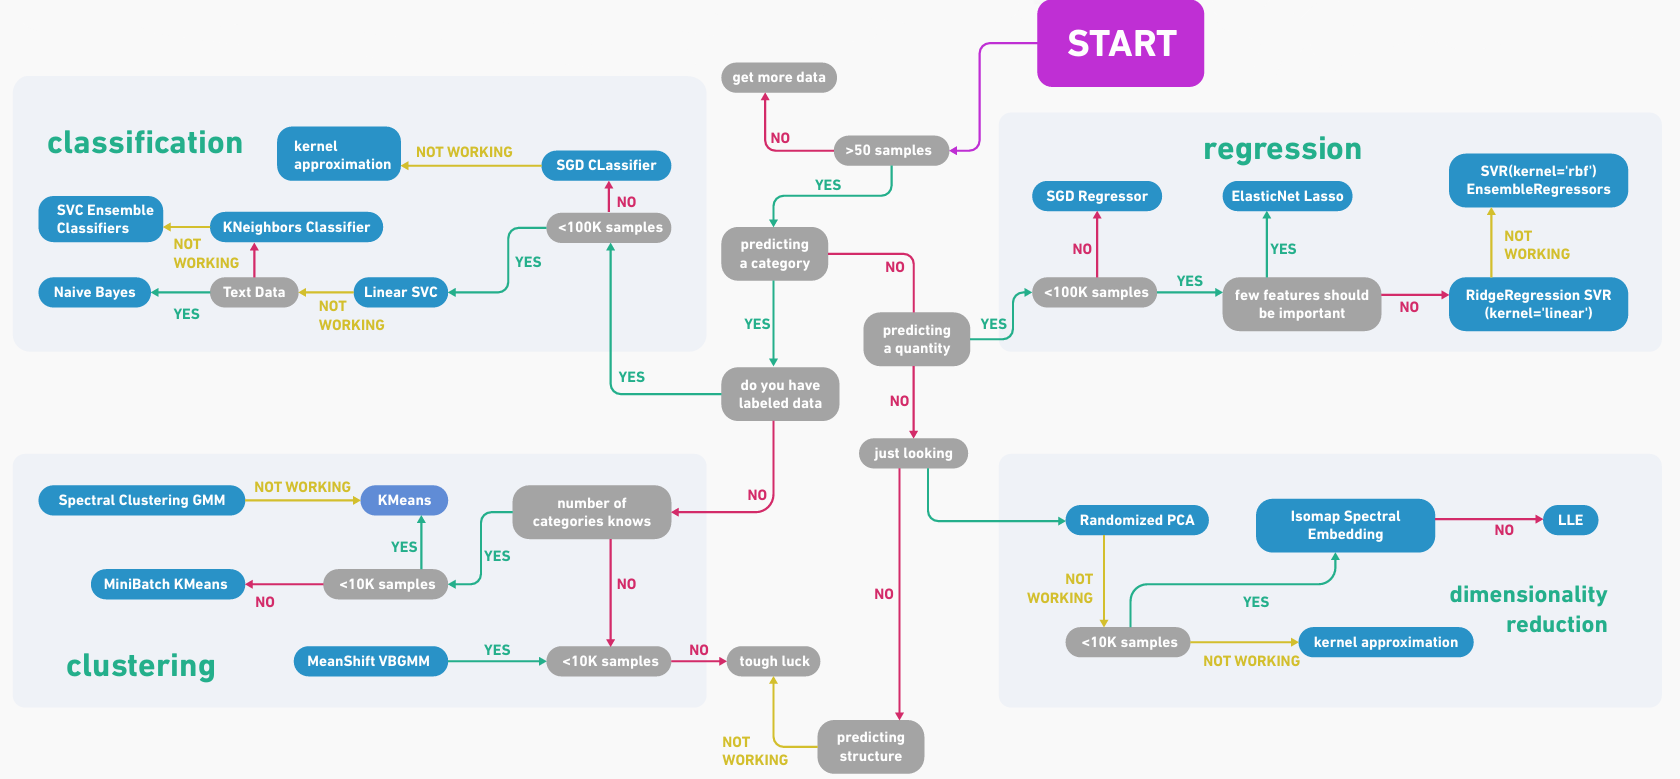 START
get more data
NO
>50 samples
YES
classification
kernel
approximation
NOT WORKING
SGD CLassifier
NO
SVC Ensemble
Classifiers
KNeighbors Classifier
<100K samples
NOT
WORKING
YES
Naive Bayes
YES
Text Data
NOT
WORKING
Linear SVC
predicting
a category
NO
YES
predicting
a quantity
YES
NO
do you have
labeled data
YES
NO
just looking
NO
regression
SGD Regressor
ElasticNet Lasso
SVR(kernel='rbf')
EnsembleRegressors
NO
YES
NOT
WORKING
<100K samples
YES
few features should
be important
NO
RidgeRegression SVR
(kernel='linear')
Spectral Clustering GMM
NOT WORKING
KMeans
number of
categories knows
YES
YES
MiniBatch KMeans
NO
<10K samples
NO
clustering
MeanShift VBGMM
YES
<10K samples
NO
tough luck
NOT
WORKING
predicting
structure
Randomized PCA
Isomap Spectral
Embedding
NO
LLE
NOT
WORKING
YES
dimensionality
reduction
<10K samples
NOT WORKING
kernel approximation